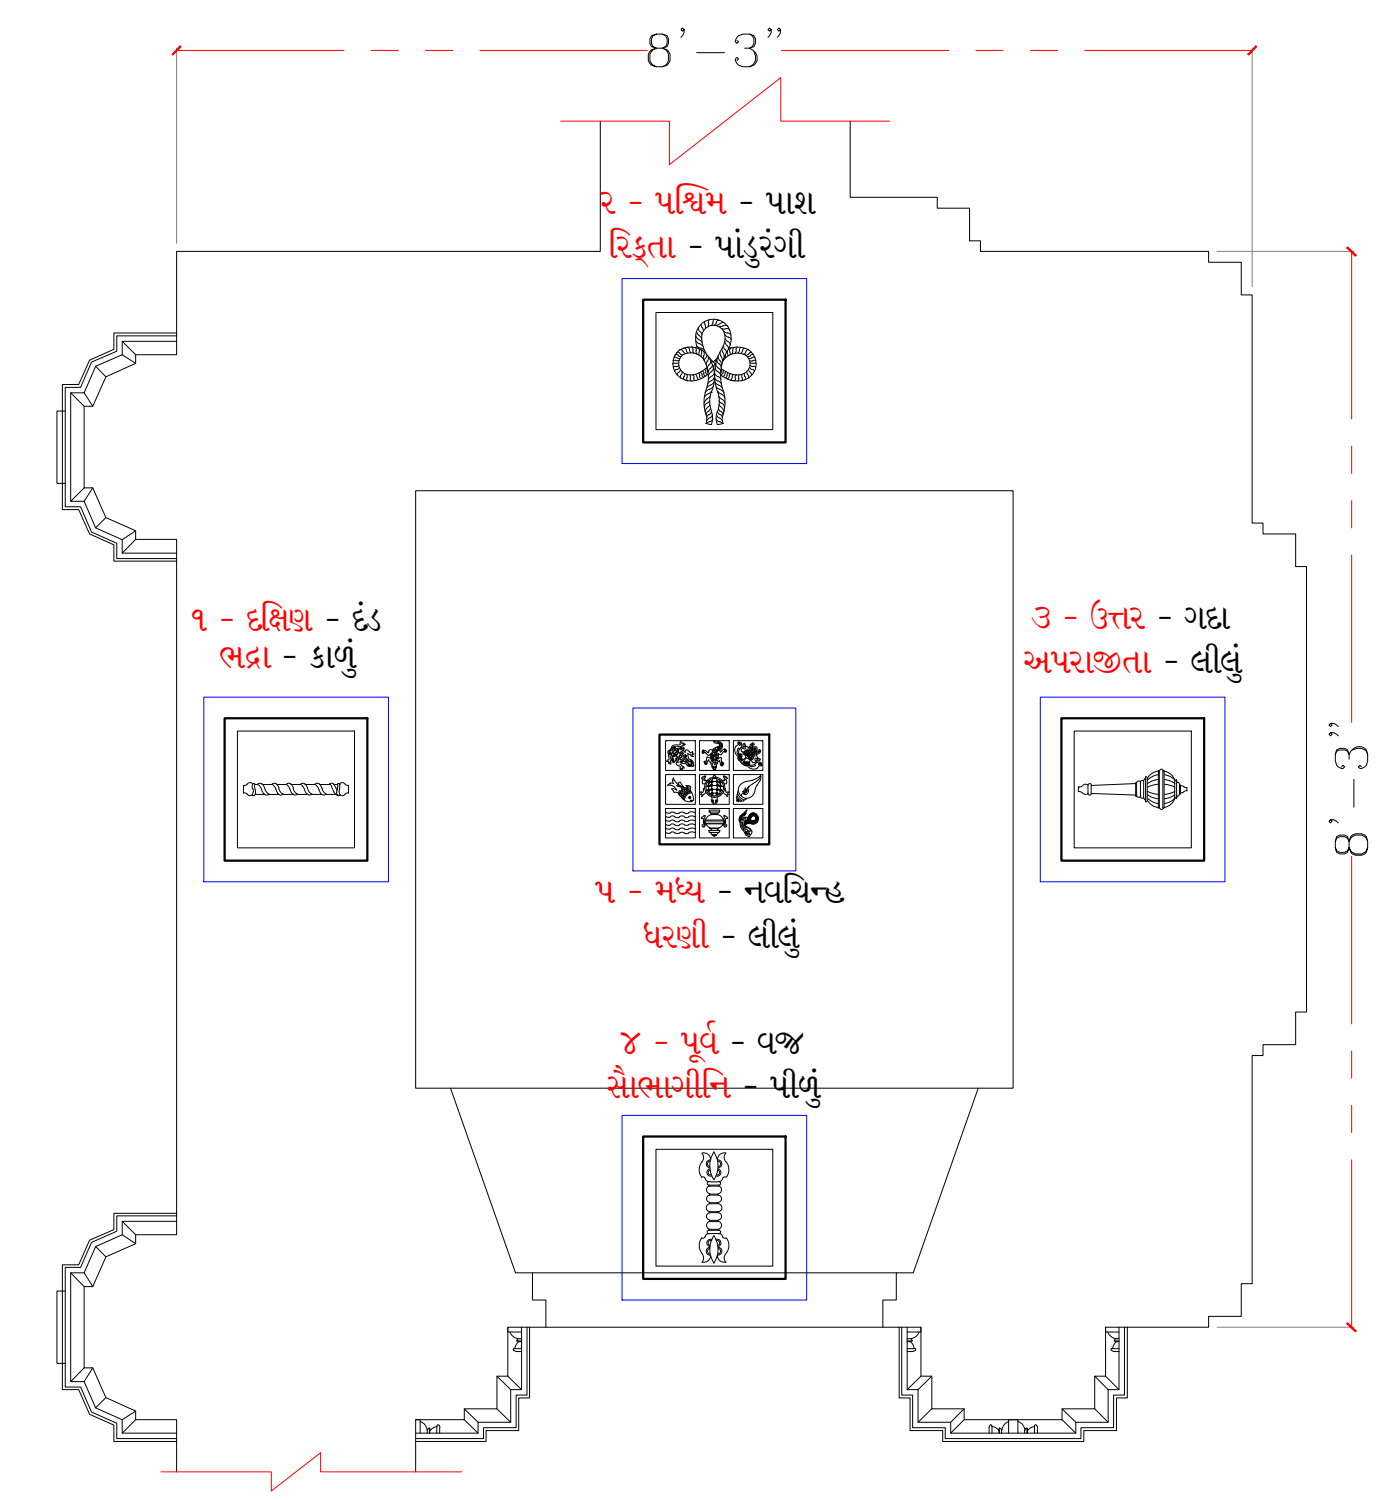 8'-3"
૨ - પશ્ચિમ - પાશ
રિક્તા - પાંડુરંગી
૧ - દક્ષિણ - દંડ
ભદ્રા - કાળું
૩ - ઉત્તર - ગદા
અપરાજીતા - લીલું
8'-3"
૫ - મધ્ય - નવચિન્હ
ધરણી - લીલું
૪ - પૂર્વ - વજ્ર
સૌભાગીનિ - પીળું